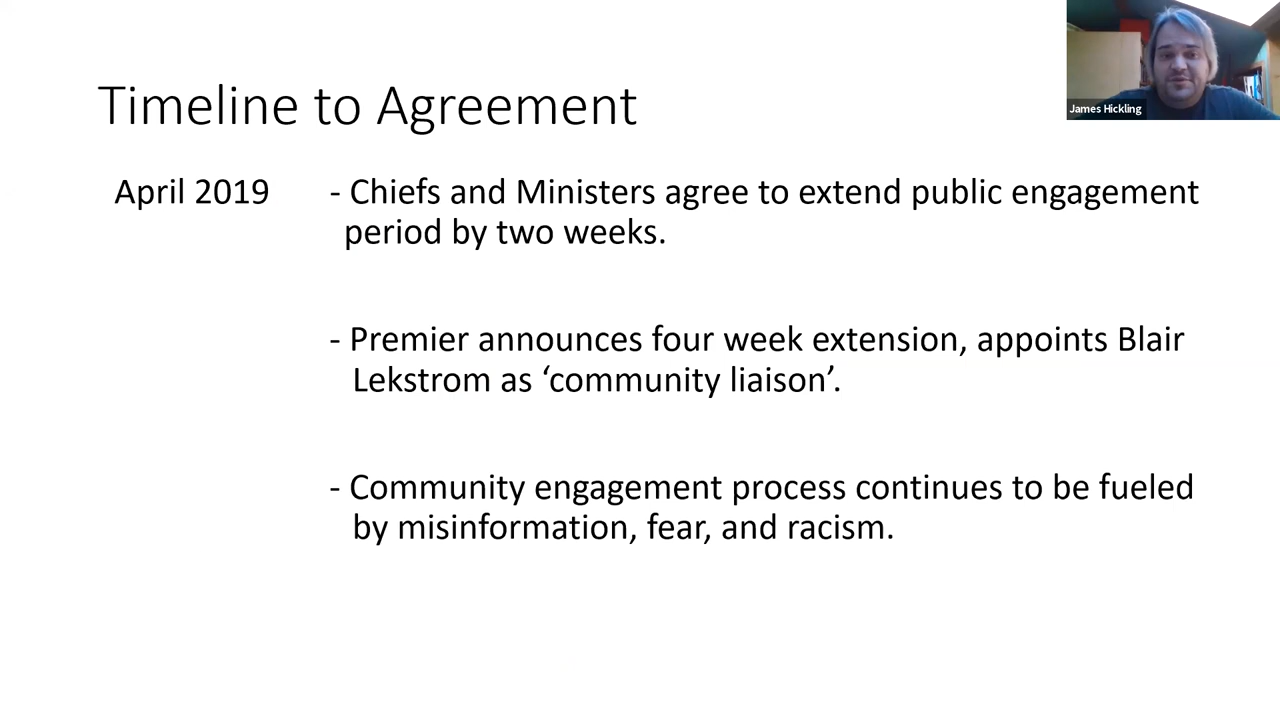 James Hickling
Timeline to Agreement
April 2019 - Chiefs and Ministers agree to extend public engagement
period by two weeks.
- Premier announces four week extension, appoints Blair
Lekstrom as ‘community liaison’.
- Community engagement process continues to be fueled
by misinformation, fear, and racism.